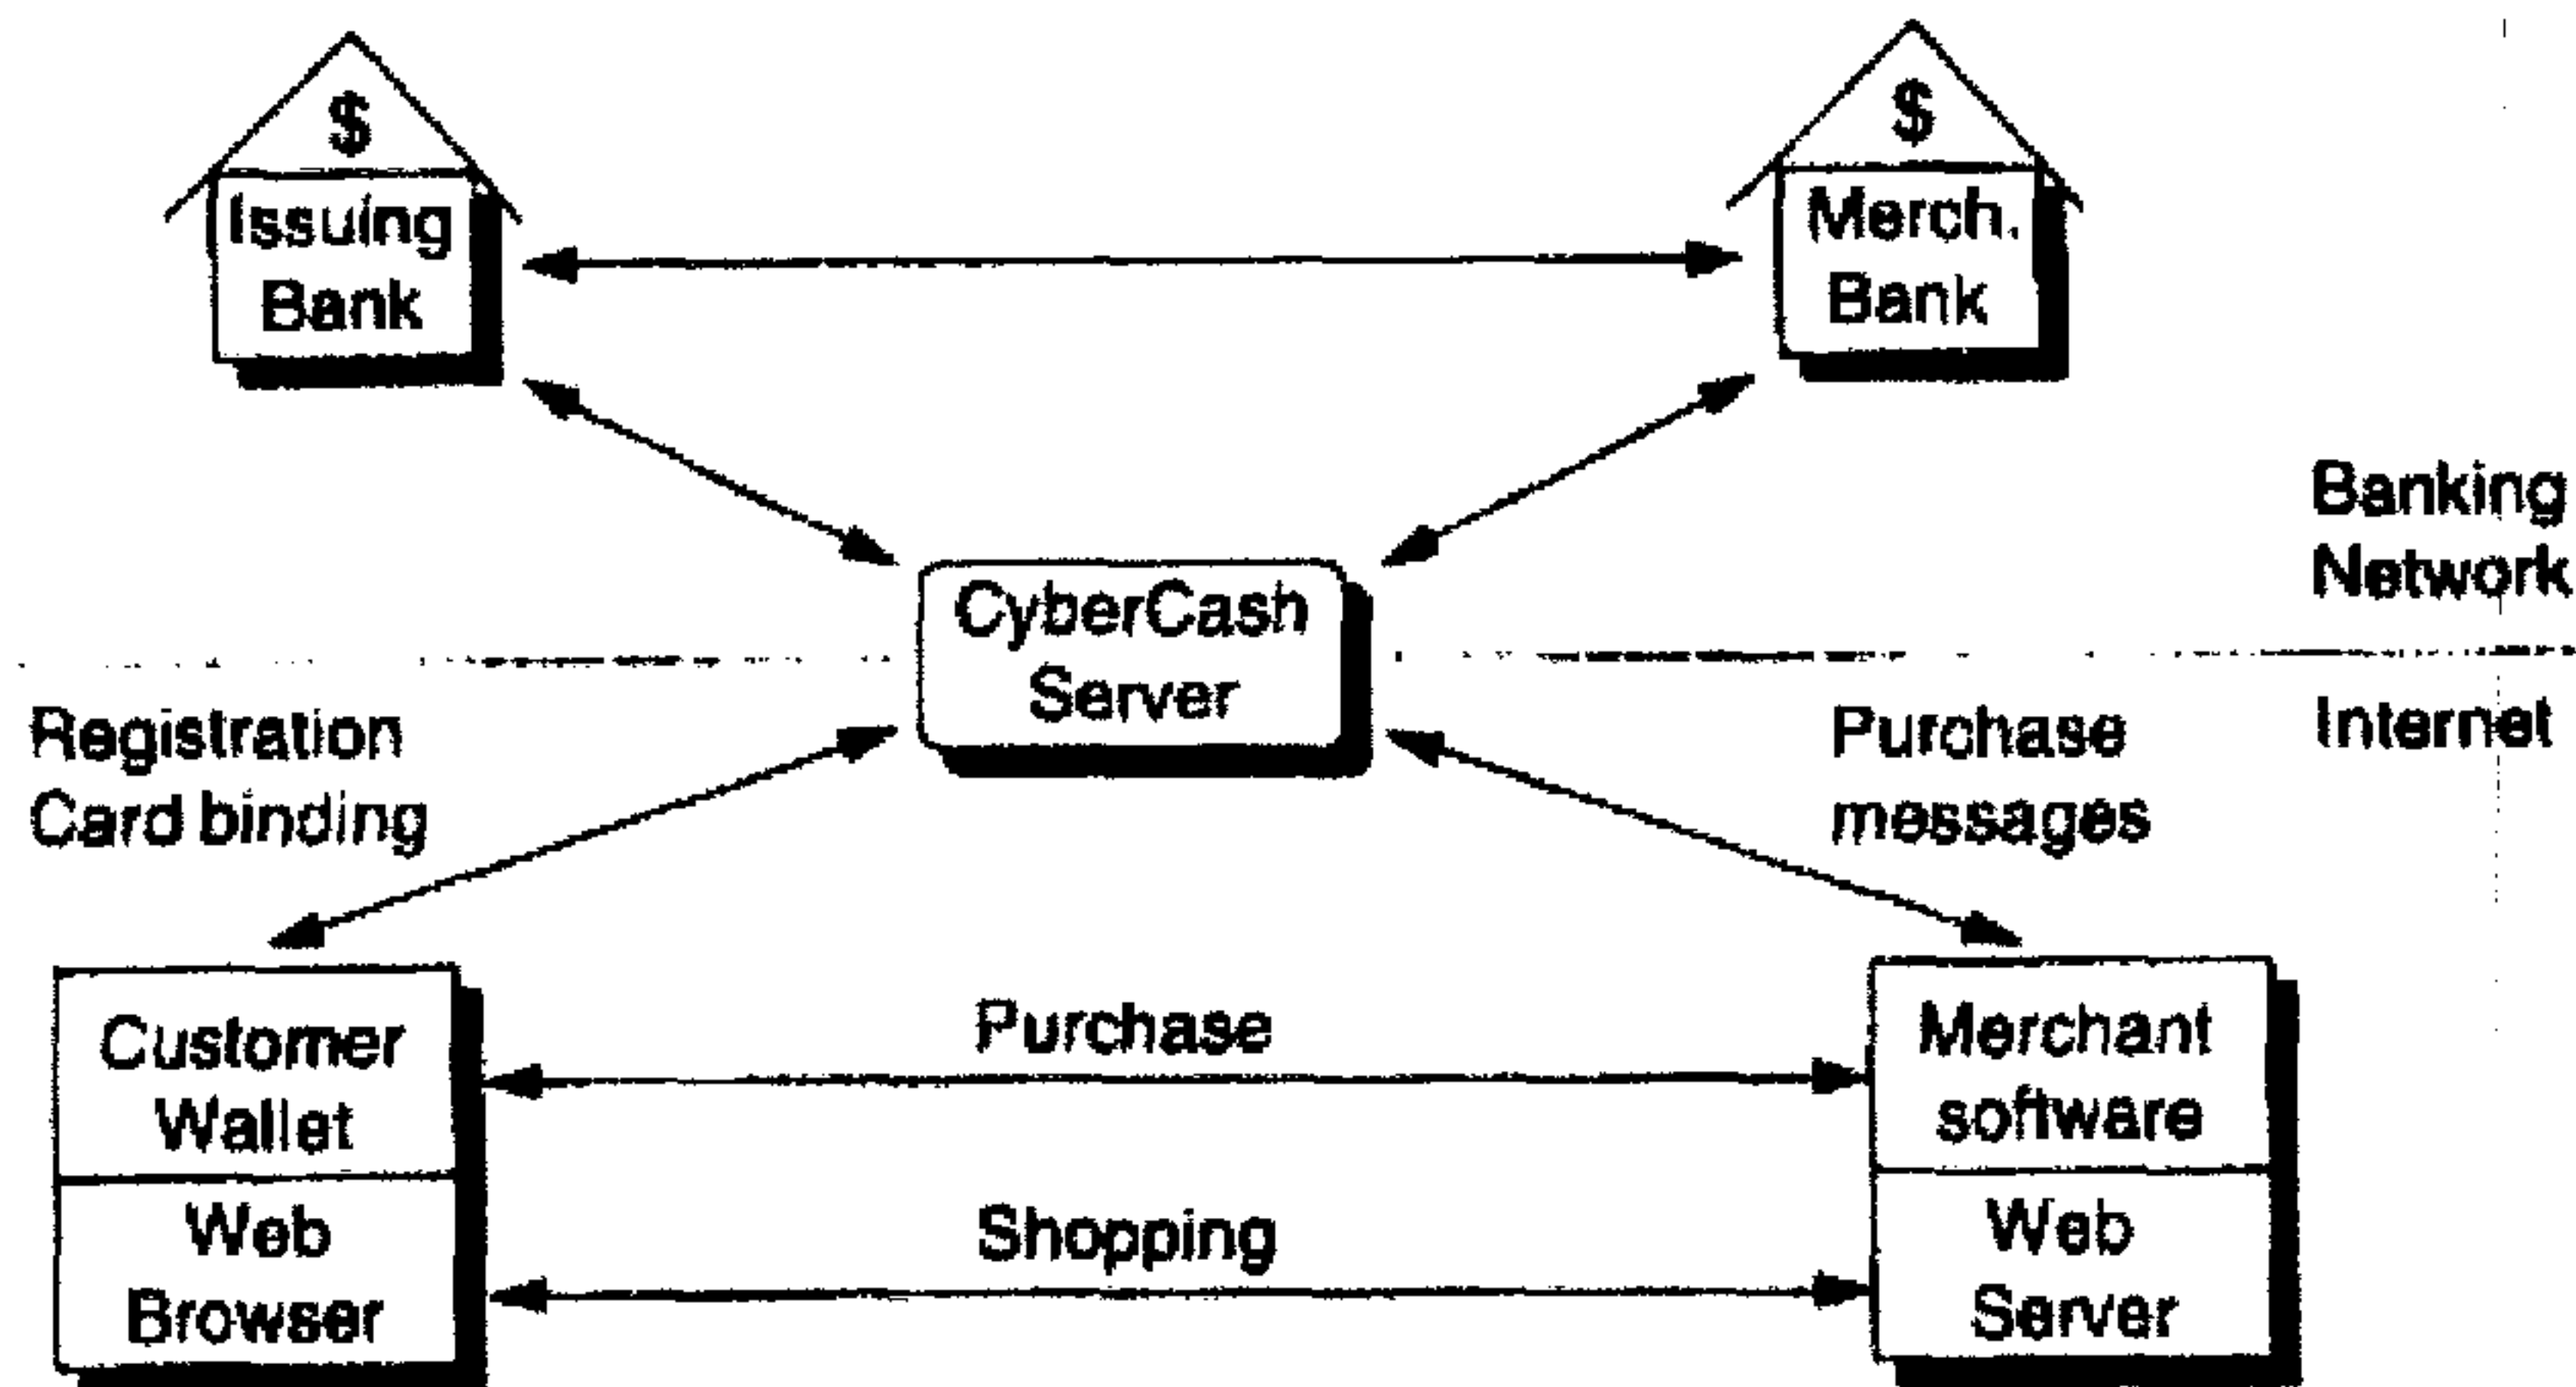 $
Issuing
Bank
$
Merch.
Bank
Banking
Network
CyberCash
Server
Registration
Card binding
Purchase
messages
Internet
Customer
Wallet
Web
Browser
Purchase
Shopping
Merchant
software
Web
Server